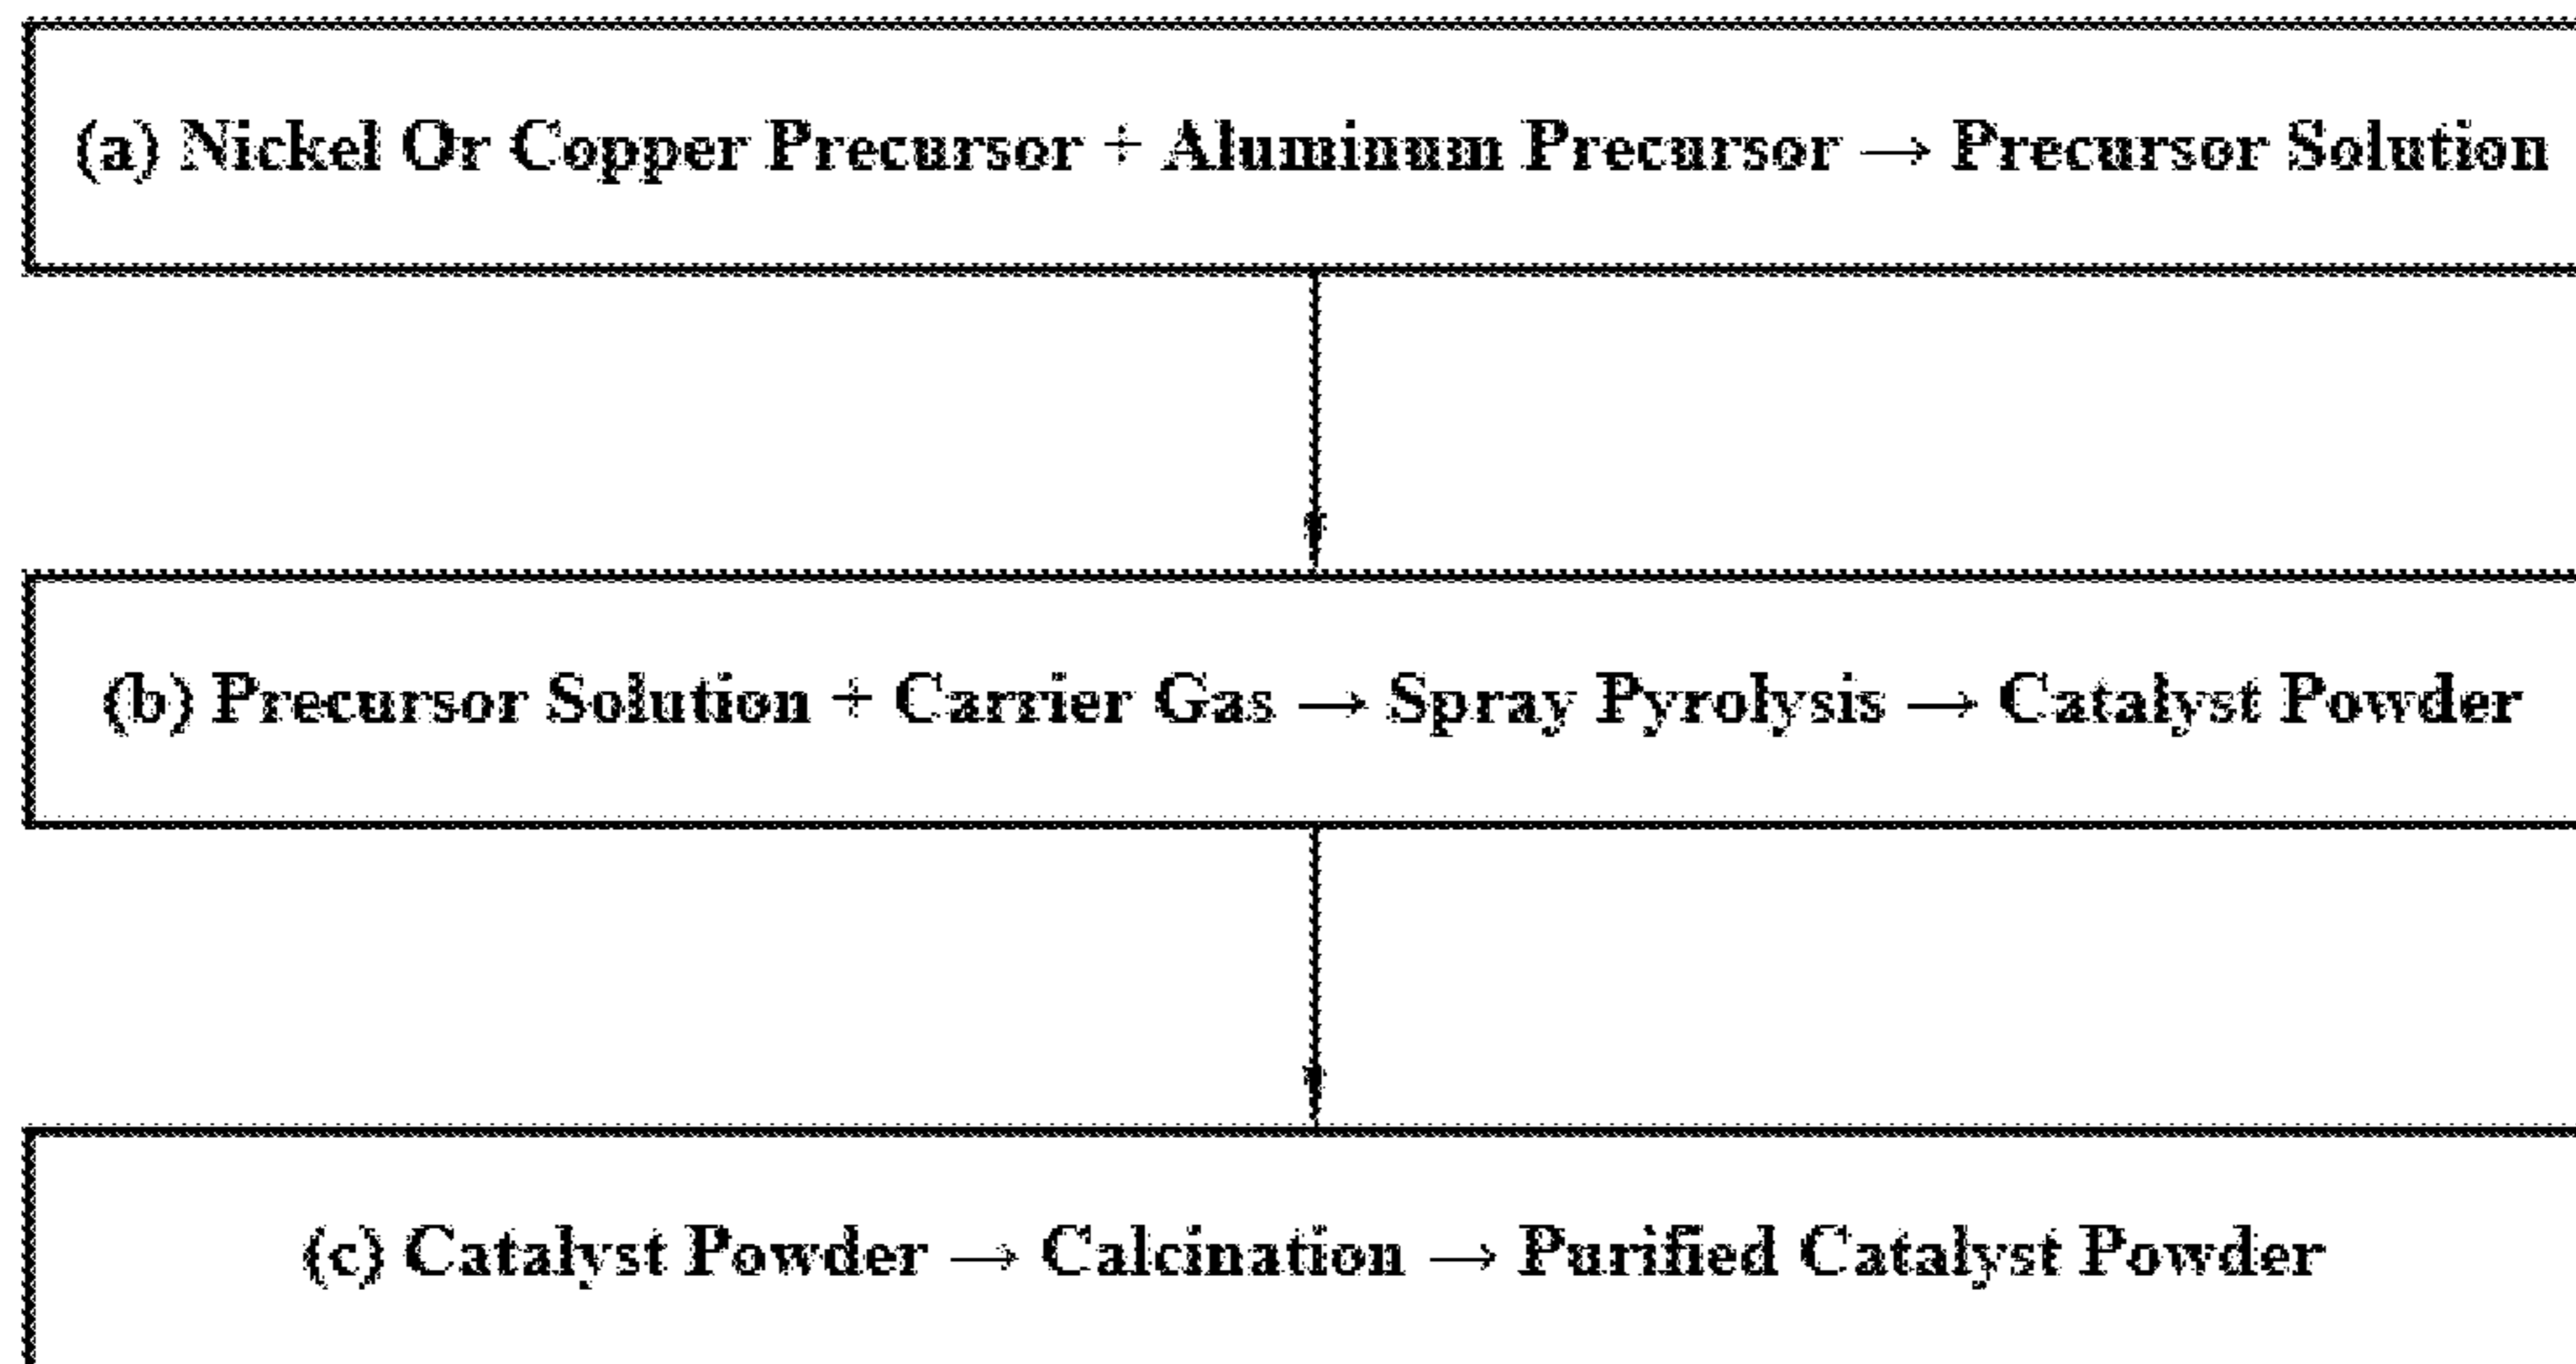 (a) Nickel Or Copper Precursor + Aluminum Precursor → Precursor Solution
(b) Precursor Solution + Carrier Gas → Spray Pyrolysis → Catalyst Powder
(c) Catalyst Powder → Calcination → Purified Catalyst Powder